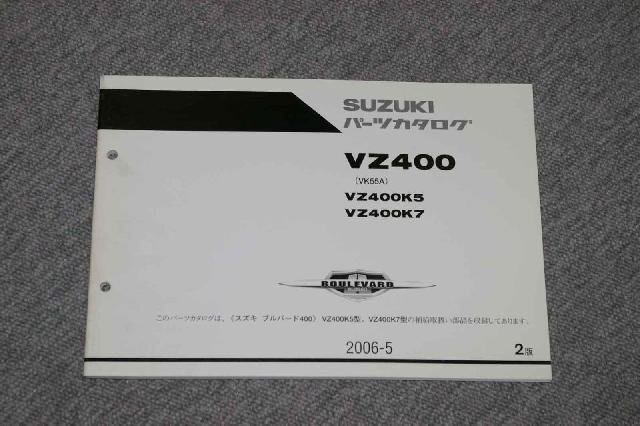 SUZUKI
パーツカタログ
VZ400
(VK55A)
VZ400K5
VZ400K7
BOULEVARD
このパーツカタログは、《スズキ ブルバード400》 VZ400K5型、VZ400K7型の補給取扱い部品を収録してあります。
2006-5
2版